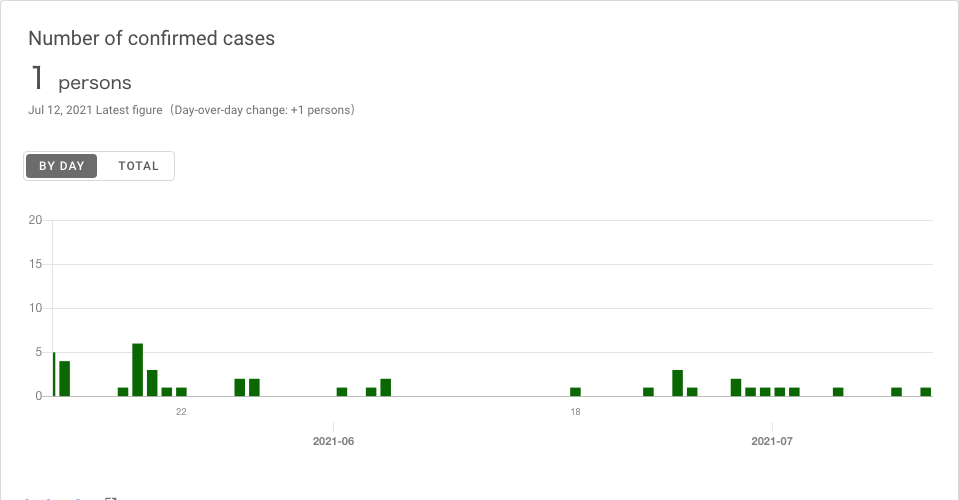 Number of confirmed cases
1 persons
Jul 12, 2021 Latest figure (Day-over-day change: +1 persons)
BY DAY TOTAL
20
15
10
5
0
22 18
2021-06 2021-07